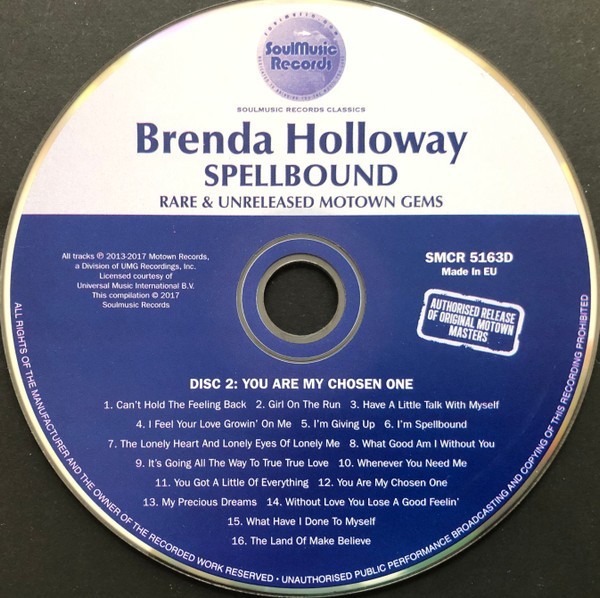 SoulMusic
Records
SOULMUSIC RECORDS CLASSICS
Brenda Holloway
SPELLBOUND
RARE & UNRELEASED MOTOWN GEMS
All tracks ℗ 2013-2017 Motown Records,
a Division of UMG Recordings, Inc.
Licensed courtesy of
Universal Music International B.V.
This compilation © 2017
Soulmusic Records
SMCR 5163D
Made In EU
AUTHORISED RELEASE
OF ORIGINAL MOTOWN
MASTERS
DISC 2: YOU ARE MY CHOSEN ONE
1. Can't Hold The Feeling Back 2. Girl On The Run 3. Have A Little Talk With Myself
4. I Feel Your Love Growin' On Me 5. I'm Giving Up 6. I'm Spellbound
7. The Lonely Heart And Lonely Eyes Of Lonely Me 8. What Good Am I Without You
9. It's Going All The Way To True True Love 10. Whenever You Need Me
11. You Got A Little Of Everything 12. You Are My Chosen One
13. My Precious Dreams 14. Without Love You Lose A Good Feelin'
15. What Have I Done To Myself
16. The Land Of Make Believe
ALL RIGHTS OF THE MANUFACTURER AND THE OWNER OF THE RECORDED WORK RESERVED • UNAUTHORISED PUBLIC PERFORMANCE BROADCASTING AND COPYING OF THIS RECORDING PROHIBITED